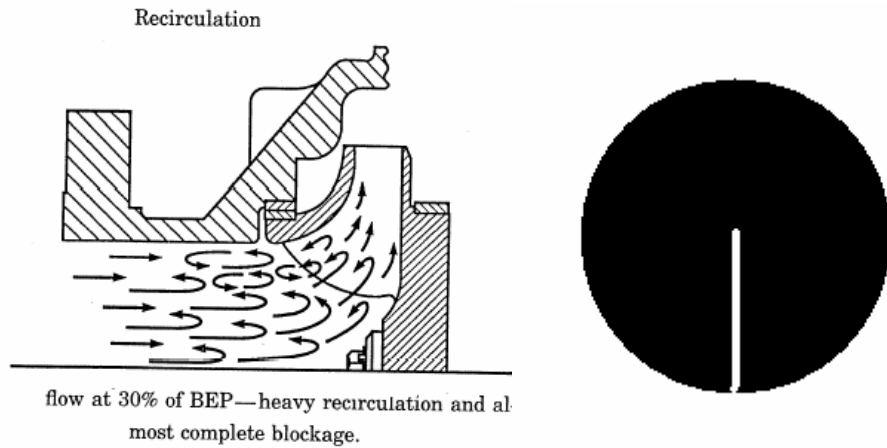 Recirculation
flow at 30% of BEP—heavy recirculation and al-
most complete blockage.